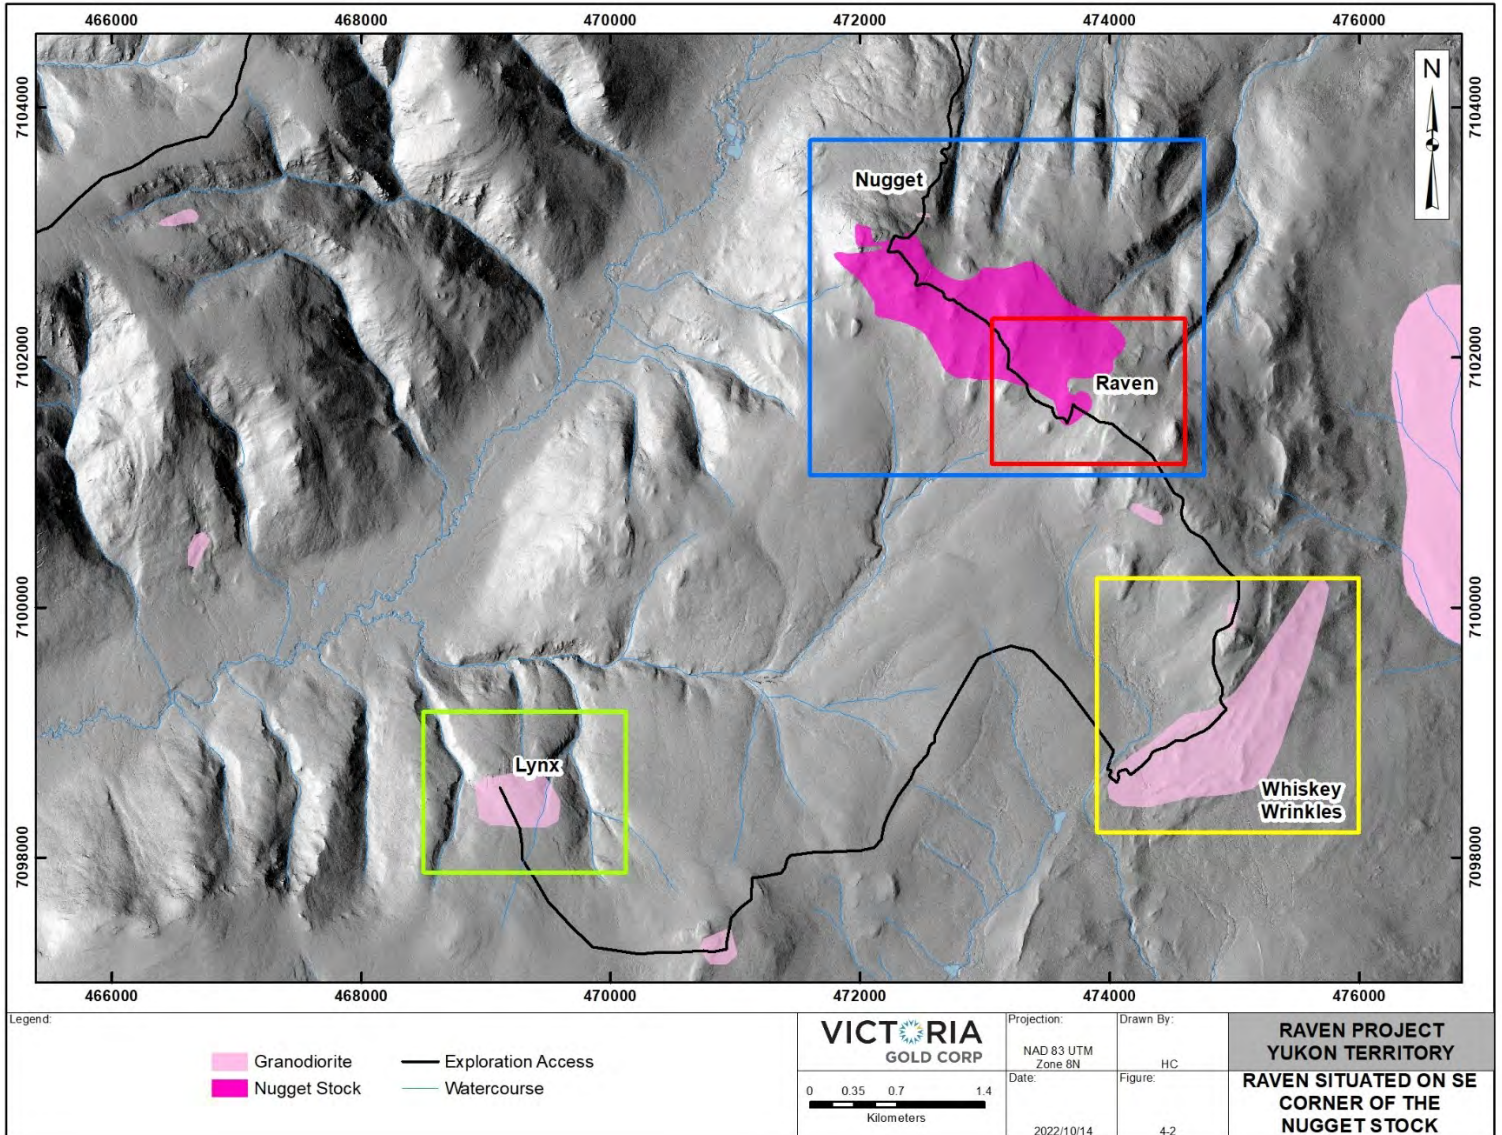 466000
468000
470000
472000
474000
476000
7104000
7104000
N
Nugget
7102000
7102000
Raven
7100000
7100000
Lynx
Whiskey
Wrinkles
7098000
7098000
466000
468000
470000
472000
474000
476000
Legend:
Granodiorite
Exploration Access
Nugget Stock
Watercourse
VICTORIA
GOLD CORP
0 0.35 0.7 1.4
Kilometers
Projection:
NAD 83 UTM
Zone 8N
Drawn By:
HC
Date:
2022/10/14
Figure:
4-2
RAVEN PROJECT
YUKON TERRITORY
RAVEN SITUATED ON SE
CORNER OF THE
NUGGET STOCK